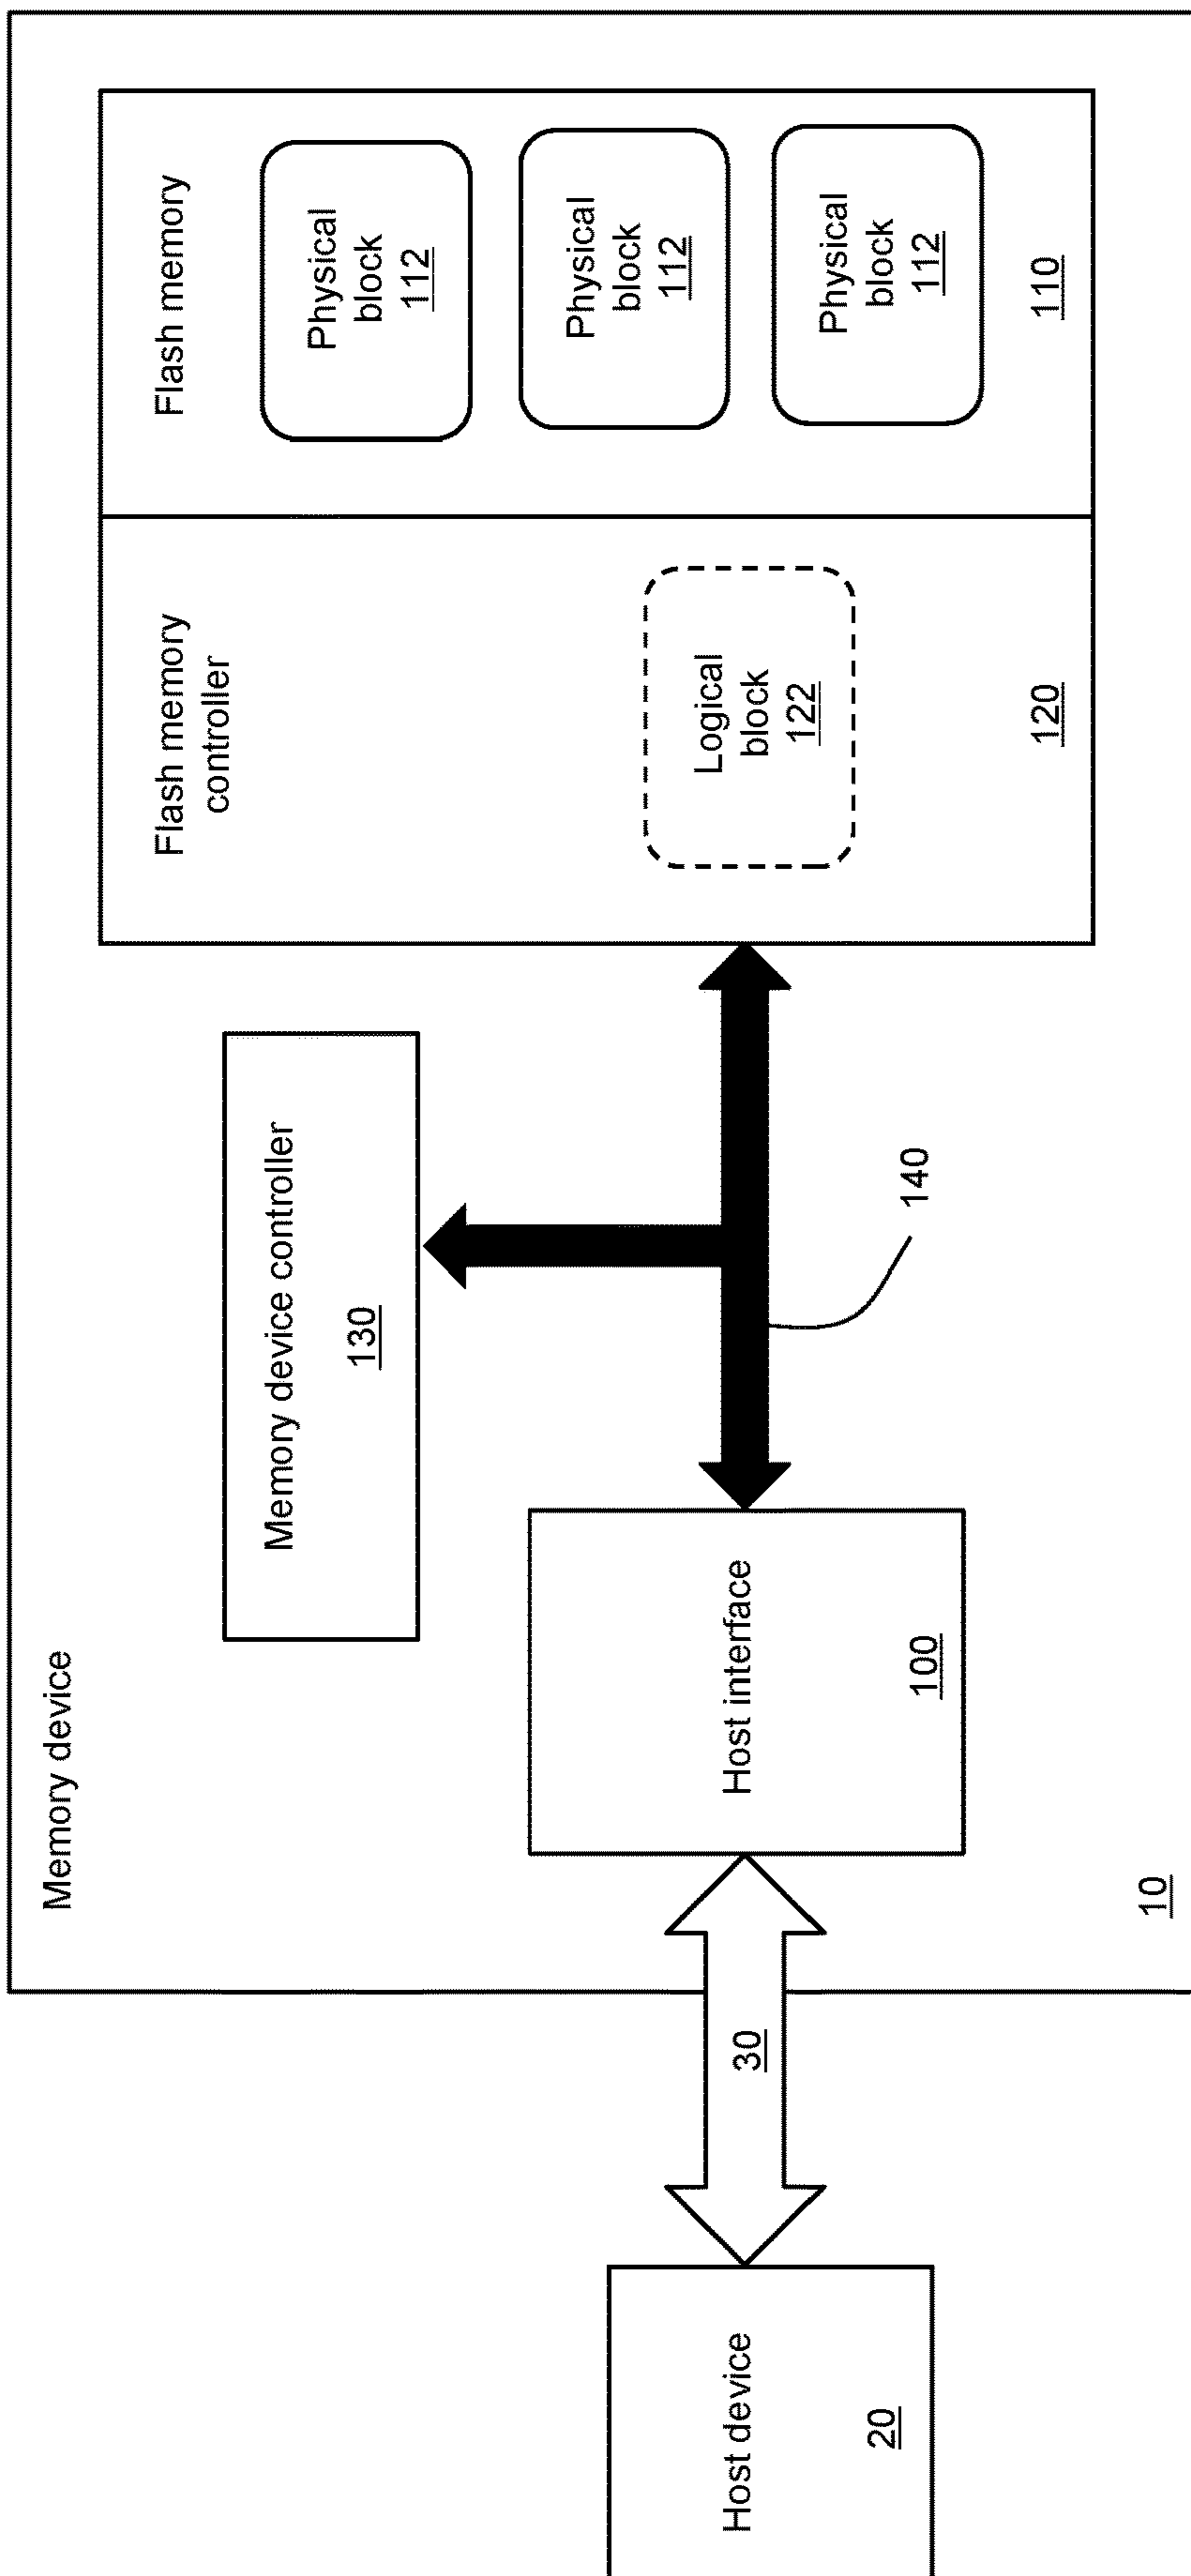 Memory device
Memory device controller
130
Flash memory
controller
Flash memory
Physical
block
112
Physical
block
112
Physical
block
112
Logical
block
122
120
110
Host device
20
30
Host interface
100
140
10